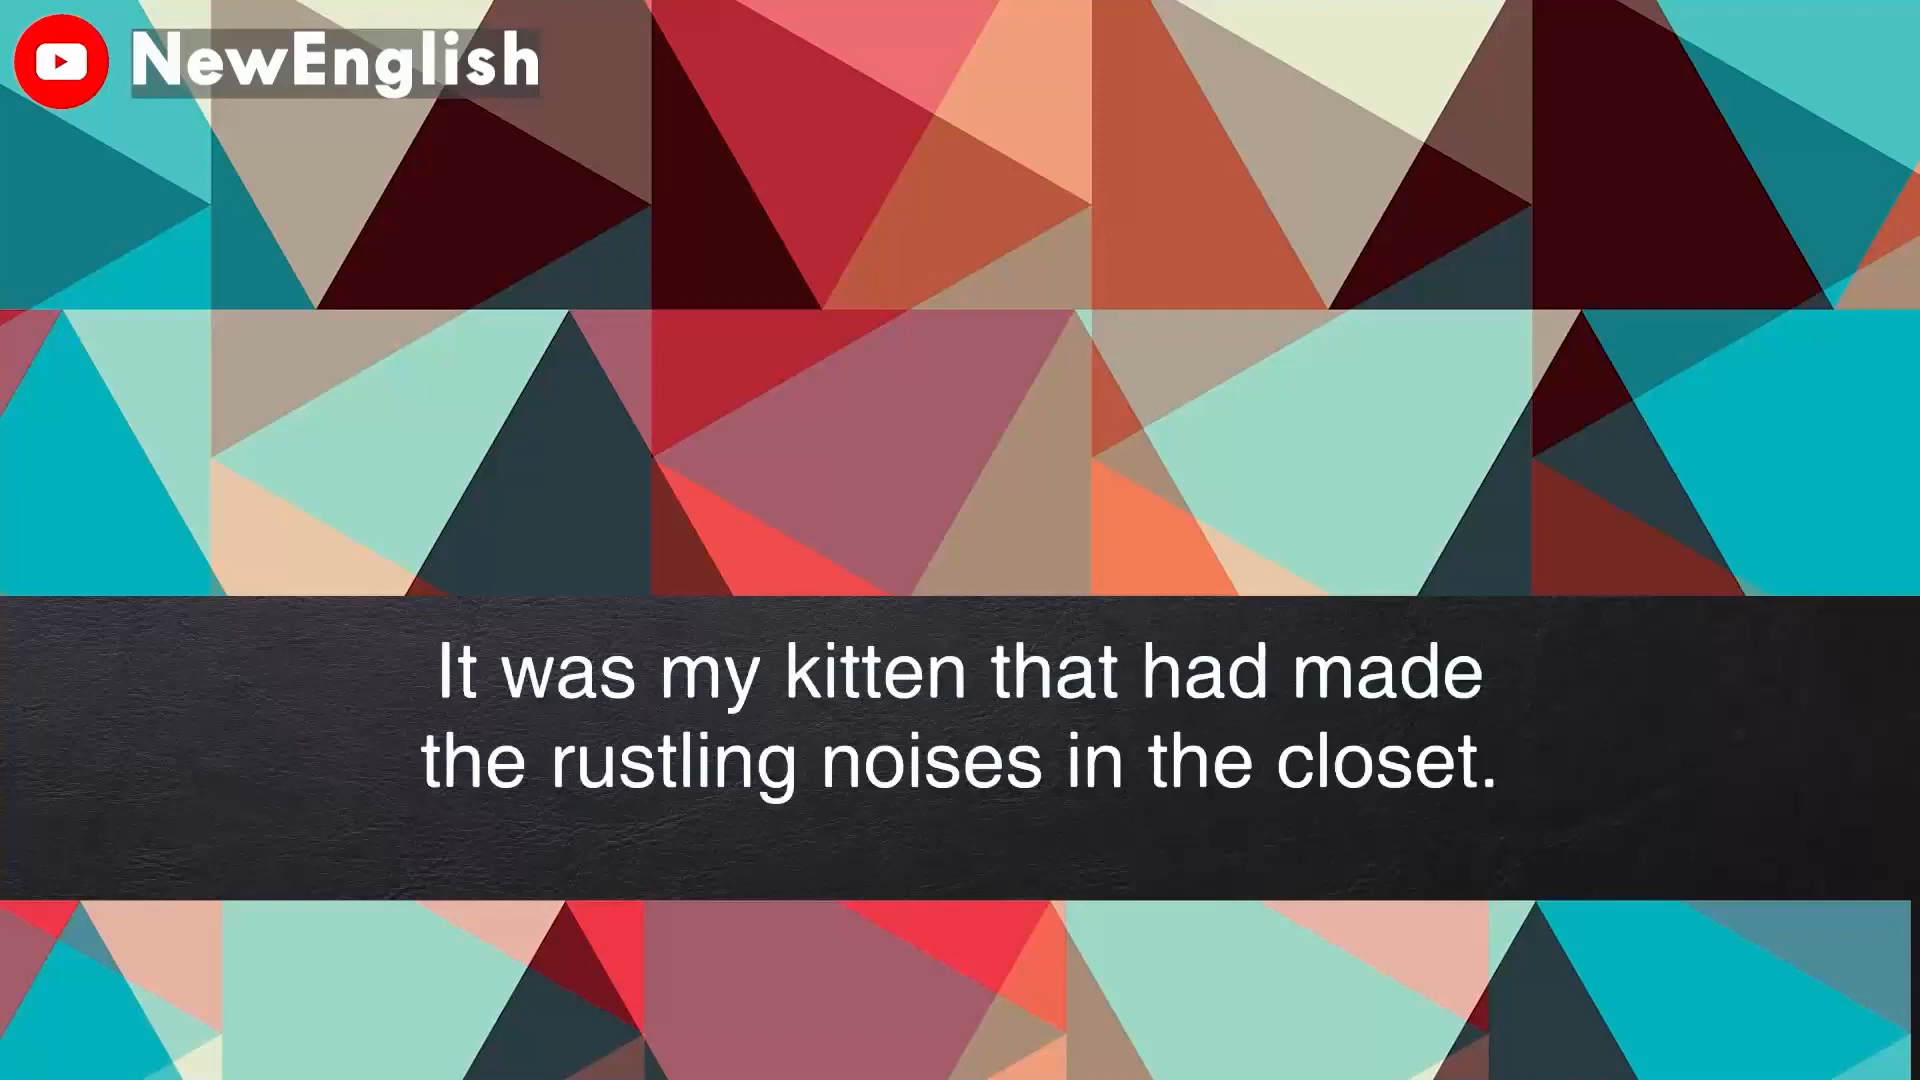 NewEnglish
It was my kitten that had made
the rustling noises in the closet.